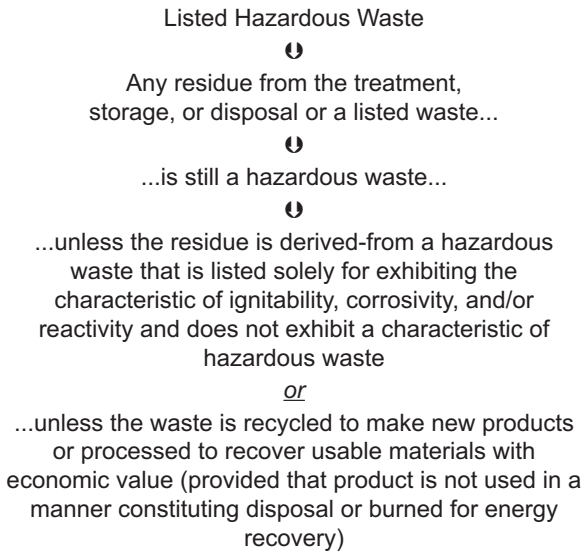 Listed Hazardous Waste
Any residue from the treatment,
storage, or disposal or a listed waste...
...is still a hazardous waste...
...unless the residue is derived-from a hazardous
waste that is listed solely for exhibiting the
characteristic of ignitability, corrosivity, and/or
reactivity and does not exhibit a characteristic of
hazardous waste
or
...unless the waste is recycled to make new products
or processed to recover usable materials with
economic value (provided that product is not used in a
manner constituting disposal or burned for energy
recovery)